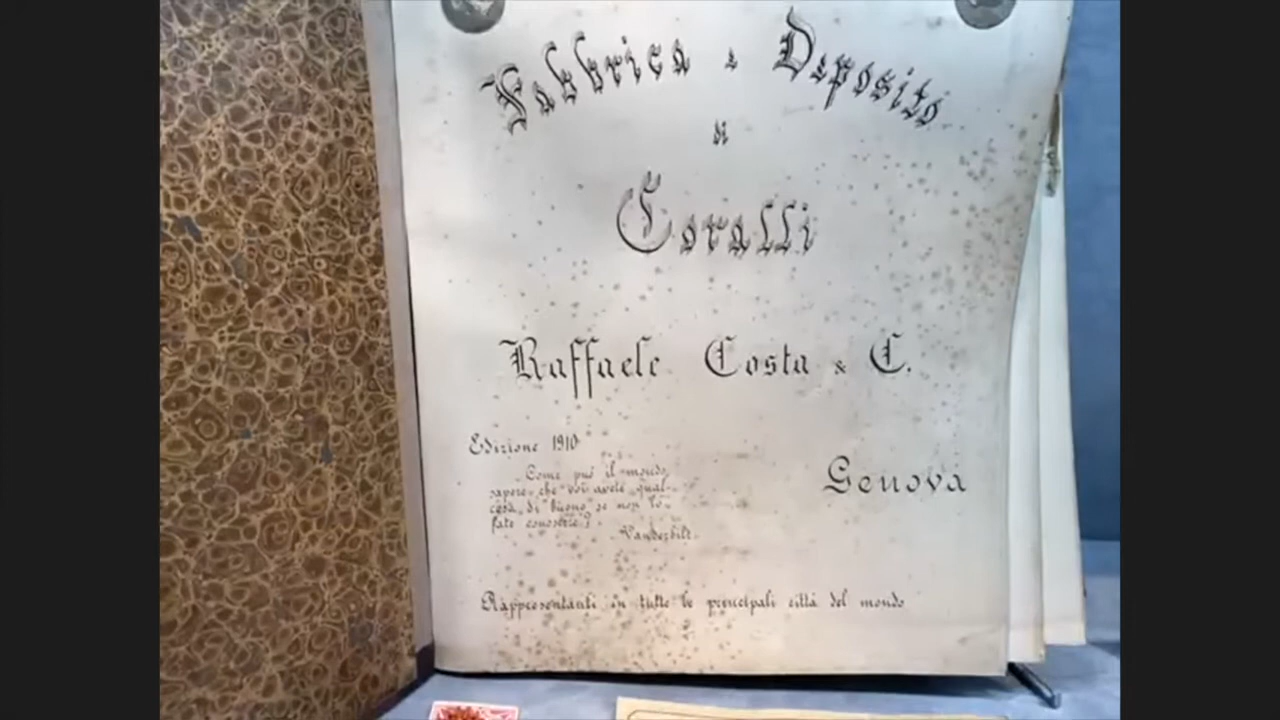 Fabbrica e Deposito
di
Coralli
Raffaele Costa & C.
Edizione 1910
Come può il mondo
sapere che voi avete qual-
cosa di buono se non lo
fate conoscere?
Vanderbilt
Genova
Rappresentanti in tutte le principali città del mondo